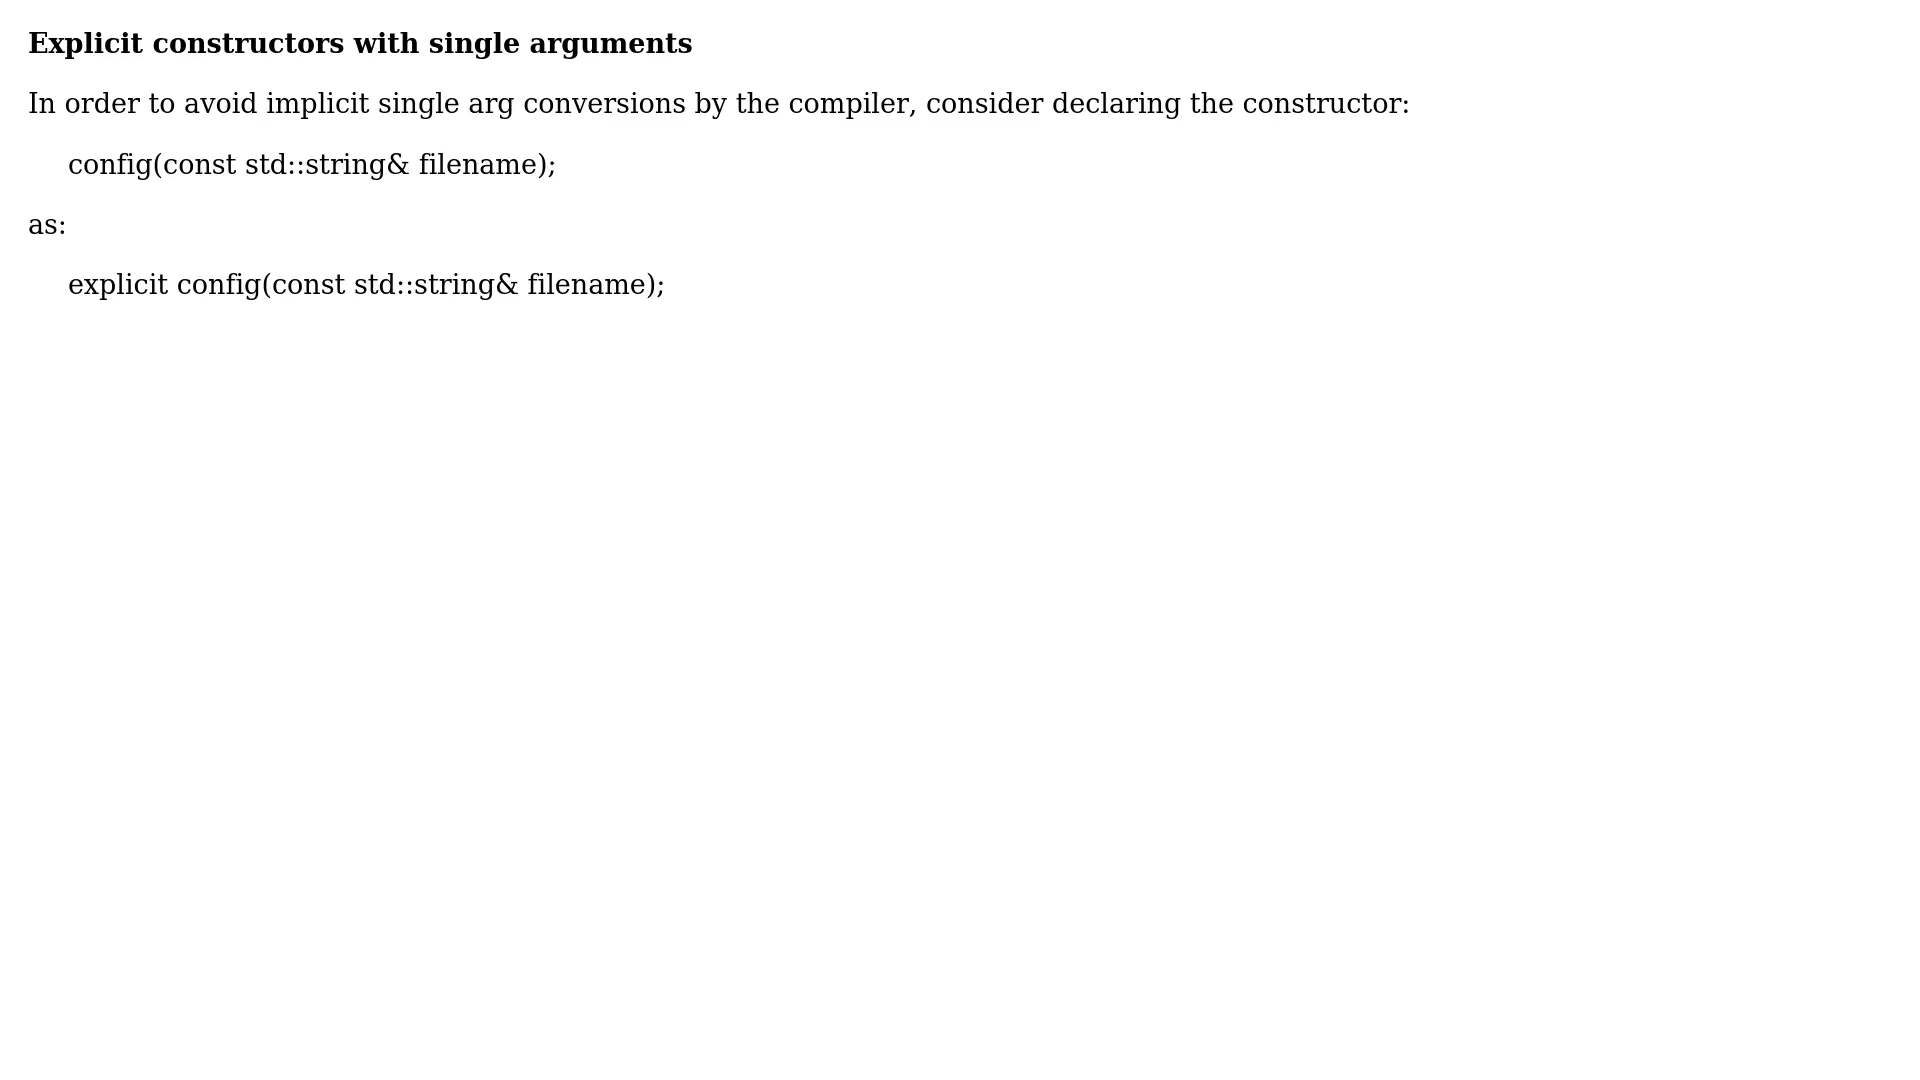 Explicit constructors with single arguments
In order to avoid implicit single arg conversions by the compiler, consider declaring the constructor:
config(const std::string& filename);
as:
explicit config(const std::string& filename);